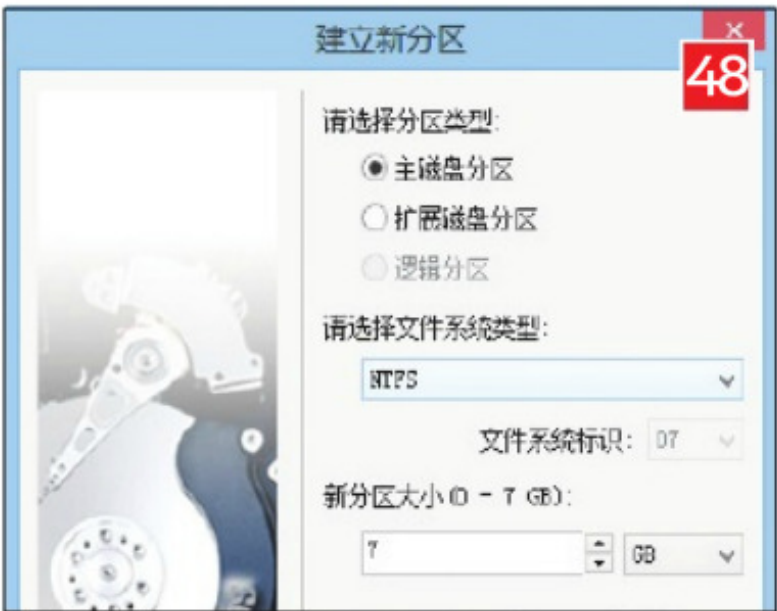 建立新分区
48
请选择分区类型:
主磁盘分区
扩展磁盘分区
逻辑分区
请选择文件系统类型:
NTFS
文件系统标识: 07
新分区大小(0 - 7 GB):
7 GB